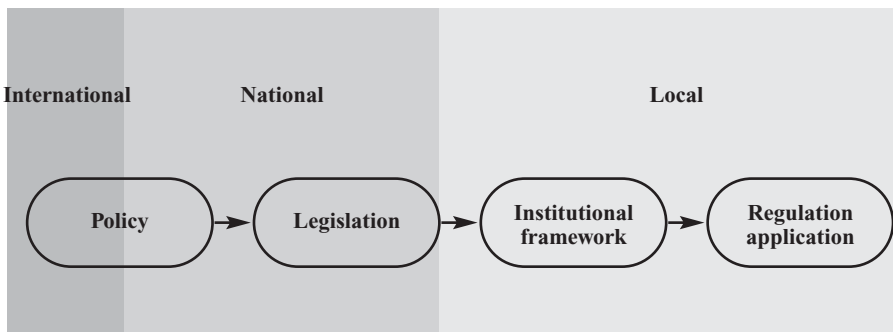 International
National
Local
Policy
Legislation
Institutional
framework
Regulation
application